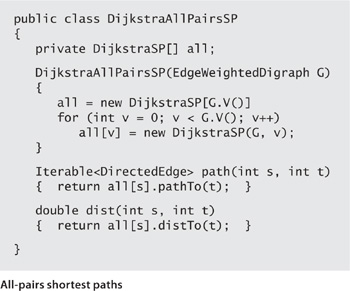 public class DijkstraAllPairsSP
{
private DijkstraSP[] all;
DijkstraAllPairsSP(EdgeWeightedDigraph G)
{
all = new DijkstraSP[G.V()]
for (int v = 0; v < G.V(); v++)
all[v] = new DijkstraSP(G, v);
}
Iterable<DirectedEdge> path(int s, int t)
{ return all[s].pathTo(t); }
double dist(int s, int t)
{ return all[s].distTo(t); }
}
All-pairs shortest paths